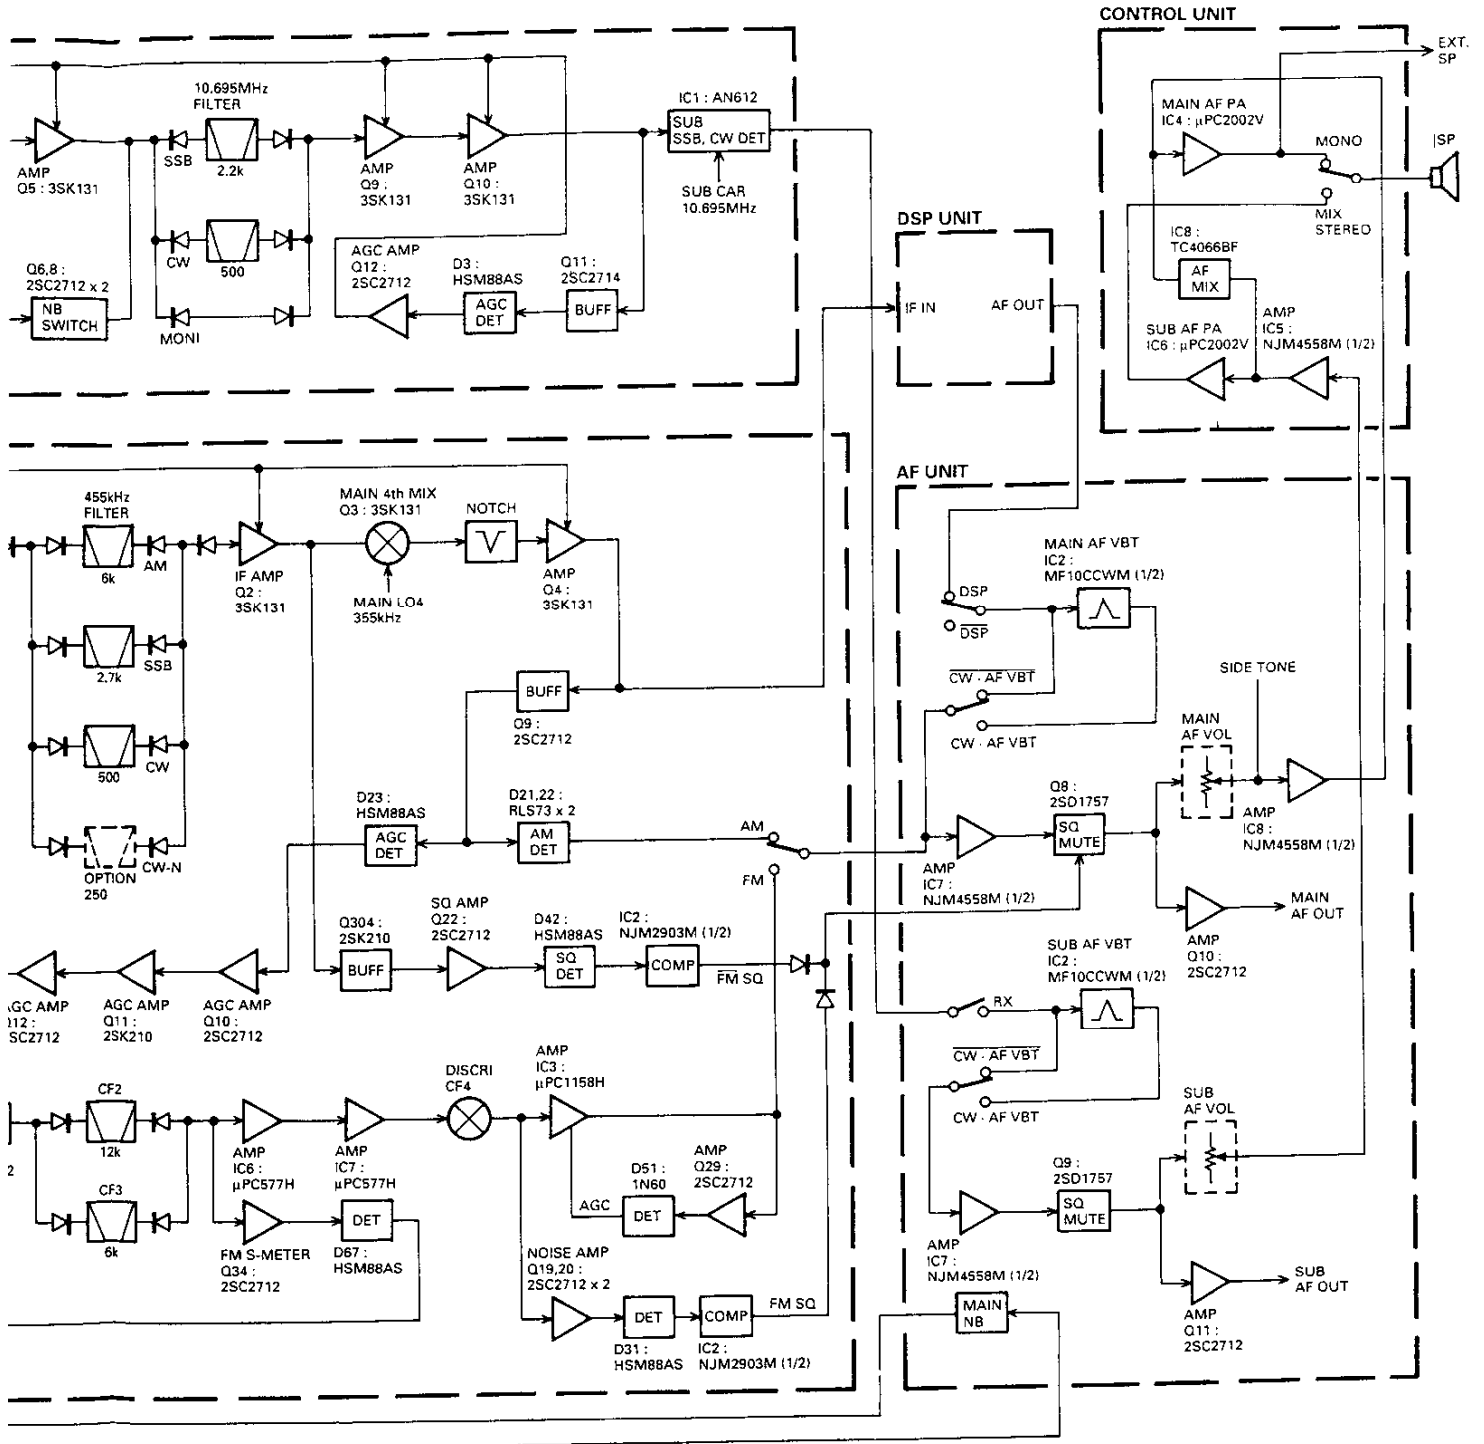 CONTROL UNIT
EXT.
SP
10.695MHz
FILTER
IC1 : AN612
SUB
SSB, CW DET
MAIN AF PA
IC4 : μPC2002V
MONO
SP
SSB
2.2k
AMP
Q5 : 3SK131
AMP
Q9 :
3SK131
AMP
Q10 :
3SK131
SUB CAR
10.695MHz
DSP UNIT
MIX
STEREO
IC8 :
TC4066BF
AF
MIX
CW
500
AGC AMP
Q12 :
2SC2712
D3 :
HSM88AS
AGC
DET
Q11 :
2SC2714
BUFF
Q6,8 :
2SC2712 x 2
NB
SWITCH
MONI
IF IN
AF OUT
SUB AF PA
IC6 : μPC2002V
AMP
IC5 :
NJM4558M (1/2)
AF UNIT
455kHz
FILTER
MAIN 4th MIX
Q3 : 3SK131
NOTCH
6k
AM
IF AMP
Q2 :
3SK131
MAIN LO4
355kHz
AMP
Q4 :
3SK131
MAIN AF VBT
IC2 :
MF10CCWM (1/2)
DSP
DSP
2.7k
SSB
BUFF
Q9 :
2SC2712
CW · AF VBT
CW · AF VBT
SIDE TONE
MAIN
AF VOL
500
CW
D23 :
HSM88AS
AGC
DET
D21,22 :
RLS73 x 2
AM
DET
AM
FM
Q8 :
2SD1757
SQ
MUTE
AMP
IC7 :
NJM4558M (1/2)
AMP
IC8 :
NJM4558M (1/2)
OPTION
250
CW-N
MAIN
AF OUT
AMP
Q10 :
2SC2712
Q304 :
2SK210
BUFF
SQ AMP
Q22 :
2SC2712
D42 :
HSM88AS
SQ
DET
IC2 :
NJM2903M (1/2)
COMP
FM SQ
SUB AF VBT
IC2 :
MF10CCWM (1/2)
RX
AGC AMP
Q12 :
2SC2712
AGC AMP
Q11 :
2SK210
AGC AMP
Q10 :
2SC2712
CW · AF VBT
CW · AF VBT
CF2
12k
DISCRI
CF4
AMP
IC3 :
μPC1158H
AMP
IC6 :
μPC577H
AMP
IC7 :
μPC577H
2
CF3
6k
FM S-METER
Q34 :
2SC2712
DET
D67 :
HSM88AS
AGC
D51 :
1N60
DET
AMP
Q29 :
2SC2712
SUB
AF VOL
Q9 :
2SD1757
SQ
MUTE
AMP
IC7 :
NJM4558M (1/2)
NOISE AMP
Q19,20 :
2SC2712 x 2
DET
D31 :
HSM88AS
COMP
IC2 :
NJM2903M (1/2)
FM SQ
MAIN
NB
SUB
AF OUT
AMP
Q11 :
2SC2712